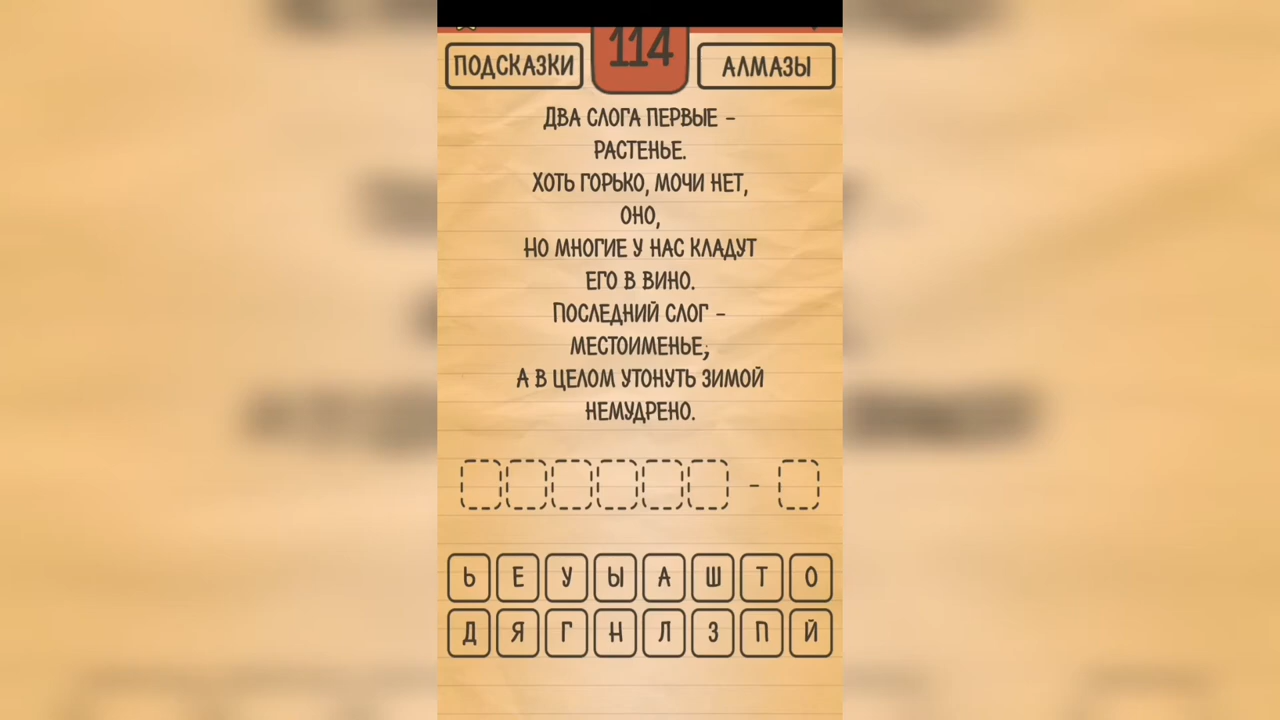 114
ПОДСКАЗКИ
АЛМАЗЫ
ДВА СЛОГА ПЕРВЫЕ -
РАСТЕНЬЕ.
ХОТЬ ГОРЬКО, МОЧИ НЕТ,
ОНО,
НО МНОГИЕ У НАС КЛАДУТ
ЕГО В ВИНО.
ПОСЛЕДНИЙ СЛОГ -
МЕСТОИМЕНЬЕ;
А В ЦЕЛОМ УТОНУТЬ ЗИМОЙ
НЕМУДРЕНО.
-
Ь Е У Ы А Ш Т О
Д Я Г Н Л З П Й